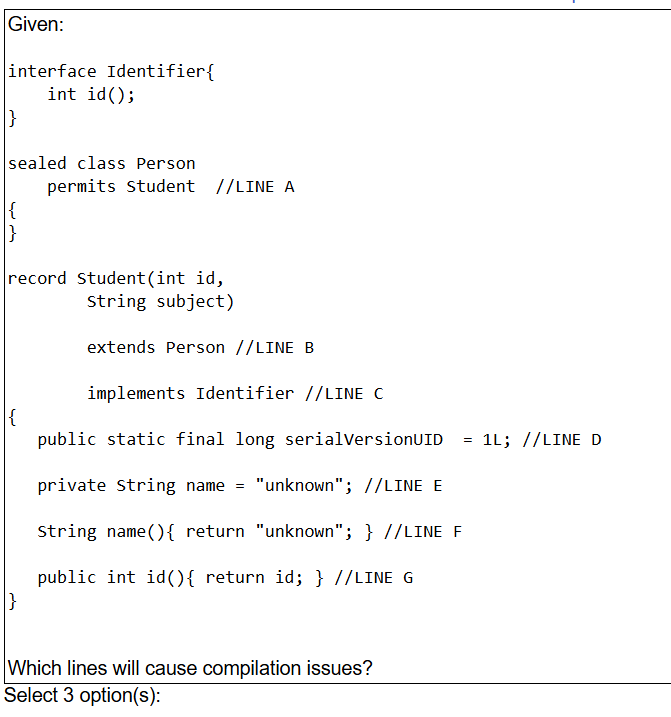 Given:
interface Identifier{
    int id();
}
sealed class Person
    permits Student  //LINE A
{
}
record Student(int id,
        String subject)
        extends Person //LINE B
        implements Identifier //LINE C
{
   public static final long serialVersionUID  = 1L; //LINE D
   private String name = "unknown"; //LINE E
   String name(){ return "unknown"; } //LINE F
   public int id(){ return id; } //LINE G
}
Which lines will cause compilation issues?
Select 3 option(s):